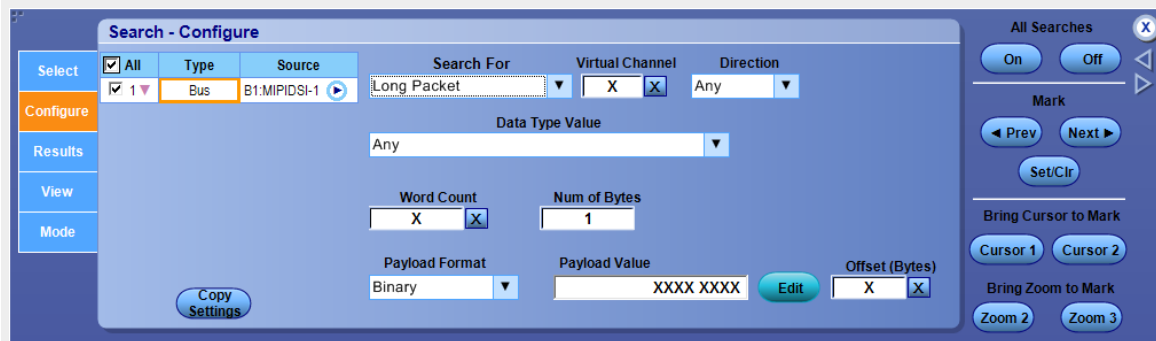 Search - Configure
All Searches
X
On Off
Select
Configure
Results
View
Mode
All Type Source
1 Bus B1:MIPIDSI-1
Search For Virtual Channel Direction
Long Packet X X Any
Data Type Value
Any
Word Count Num of Bytes
X X 1
Payload Format Payload Value Offset (Bytes)
Binary XXXX XXXX Edit X X
Copy
Settings
Mark
Prev Next
Set/Clr
Bring Cursor to Mark
Cursor 1 Cursor 2
Bring Zoom to Mark
Zoom 2 Zoom 3